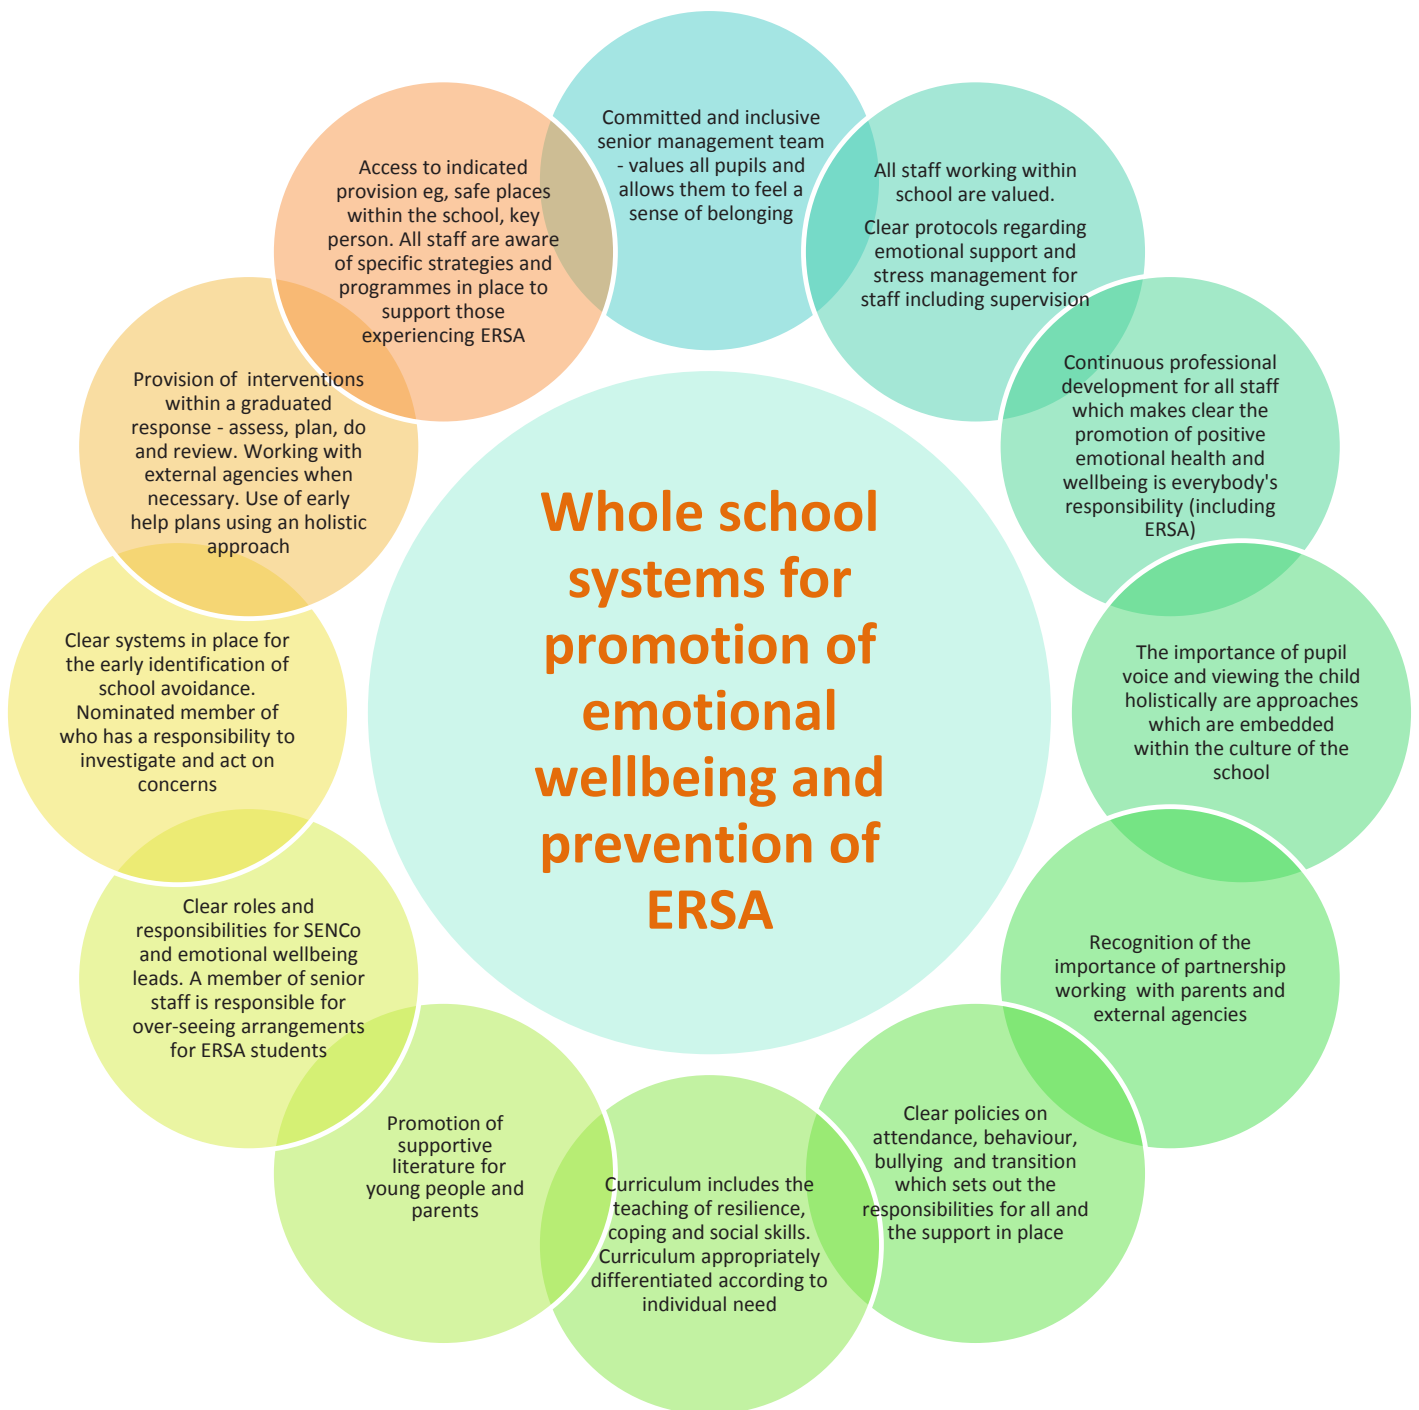 Committed and inclusive
senior management team
- values all pupils and
allows them to feel a
sense of belonging
All staff working within
school are valued.
Clear protocols regarding
emotional support and
stress management for
staff including supervision
Continuous professional
development for all staff
which makes clear the
promotion of positive
emotional health and
wellbeing is everybody's
responsibility (including
ERSA)
The importance of pupil
voice and viewing the child
holistically are approaches
which are embedded
within the culture of the
school
Recognition of the
importance of partnership
working with parents and
external agencies
Clear policies on
attendance, behaviour,
bullying and transition
which sets out the
responsibilities for all and
the support in place
Curriculum includes the
teaching of resilience,
coping and social skills.
Curriculum appropriately
differentiated according to
individual need
Promotion of
supportive
literature for
young people and
parents
Clear roles and
responsibilities for SENCo
and emotional wellbeing
leads. A member of senior
staff is responsible for
over-seeing arrangements
for ERSA students
Clear systems in place for
the early identification of
school avoidance.
Nominated member of
who has a responsibility to
investigate and act on
concerns
Provision of interventions
within a graduated
response - assess, plan, do
and review. Working with
external agencies when
necessary. Use of early
help plans using an holistic
approach
Access to indicated
provision eg, safe places
within the school, key
person. All staff are aware
of specific strategies and
programmes in place to
support those
experiencing ERSA
Whole school
systems for
promotion of
emotional
wellbeing and
prevention of
ERSA